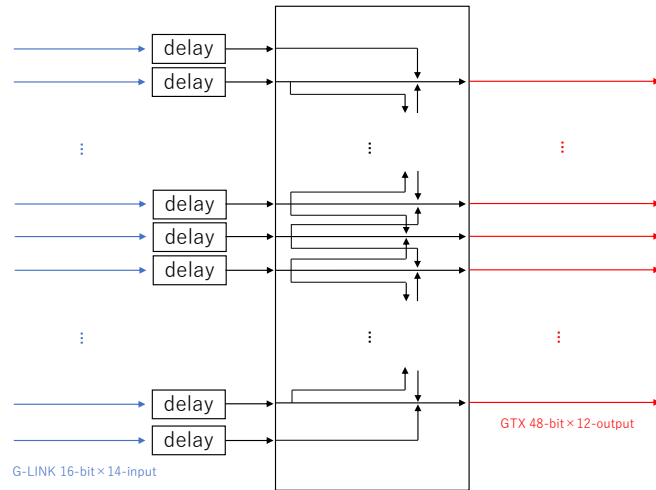 delay
delay
⋮ ⋮ ⋮
delay
delay
delay
⋮ ⋮ ⋮
delay
GTX 48-bit×12-output
delay
G-LINK 16-bit×14-input